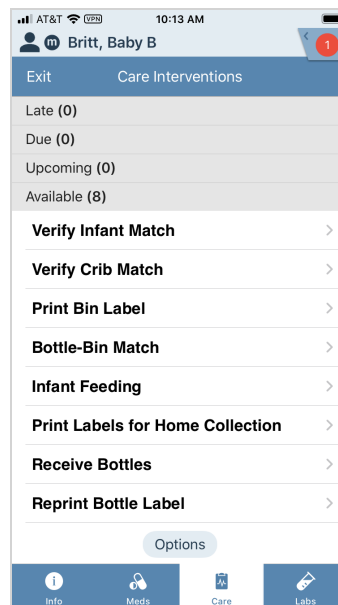 AT&T VPN 10:13 AM
m Britt, Baby B 1
Exit Care Interventions
Late (0)
Due (0)
Upcoming (0)
Available (8)
Verify Infant Match
Verify Crib Match
Print Bin Label
Bottle-Bin Match
Infant Feeding
Print Labels for Home Collection
Receive Bottles
Reprint Bottle Label
Options
Info Meds Care Labs